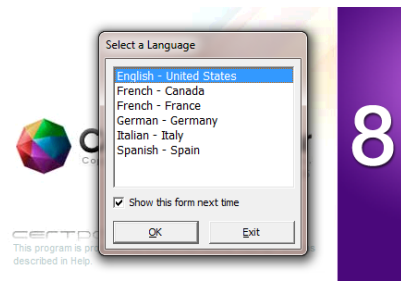 Select a Language
English - United States
French - Canada
French - France
German - Germany
Italian - Italy
Spanish - Spain
Show this form next time
OK
Exit
8
This program is
described in Help.